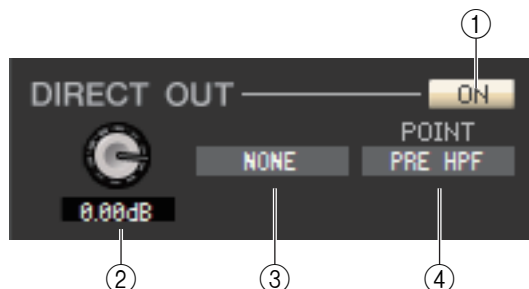 ①
DIRECT OUT ON
POINT
NONE PRE HPF
0.00dB
② ③ ④